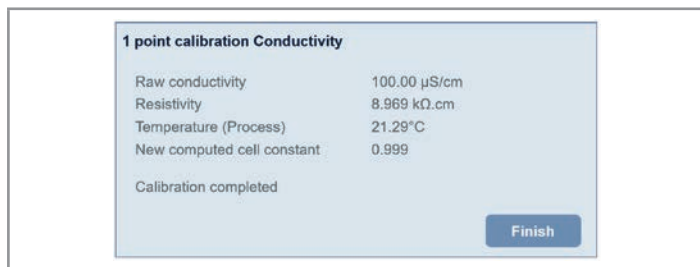 1 point calibration Conductivity
Raw conductivity 100.00 µS/cm
Resistivity 8.969 kΩ.cm
Temperature (Process) 21.29°C
New computed cell constant 0.999
Calibration completed
Finish